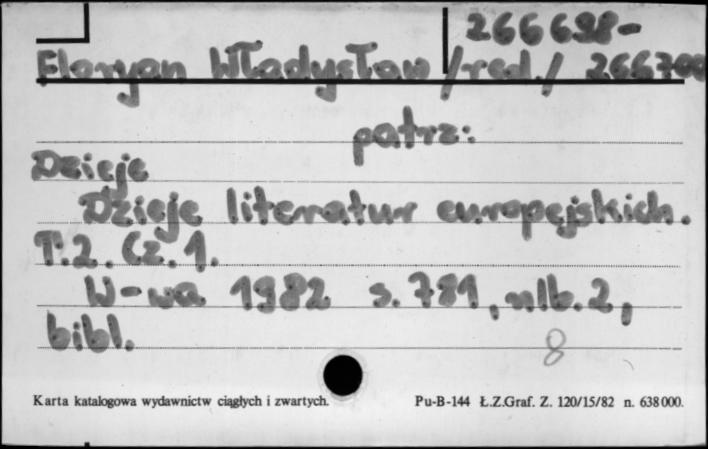 266698-
Floryan Władysław /red./ 266700
patrz:
Dzieje
Dzieje literatur europejskich.
T.2. Cz. 1.
W-wa 1982 s. 781, nlb. 2,
bibl.
8
Karta katalogowa wydawnictw ciągłych i zwartych.
Pu-B-144 Ł.Z.Graf. Z. 120/15/82 n. 638000.